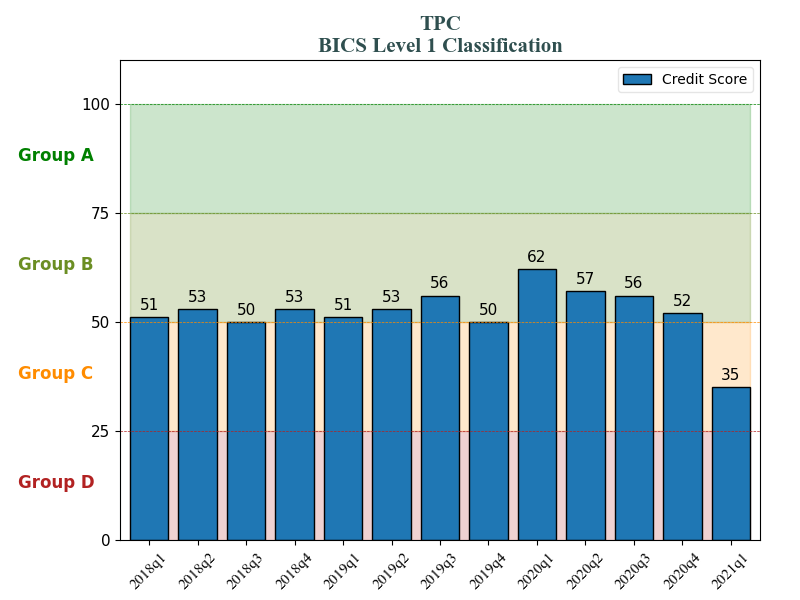 TPC
BICS Level 1 Classification
Credit Score
100
Group A
75
Group B
62
57
56
56
53
53
53
52
51
51
50
50
50
Group C
35
25
Group D
0
2018q1
2018q2
2018q3
2018q4
2019q1
2019q2
2019q3
2019q4
2020q1
2020q2
2020q3
2020q4
2021q1